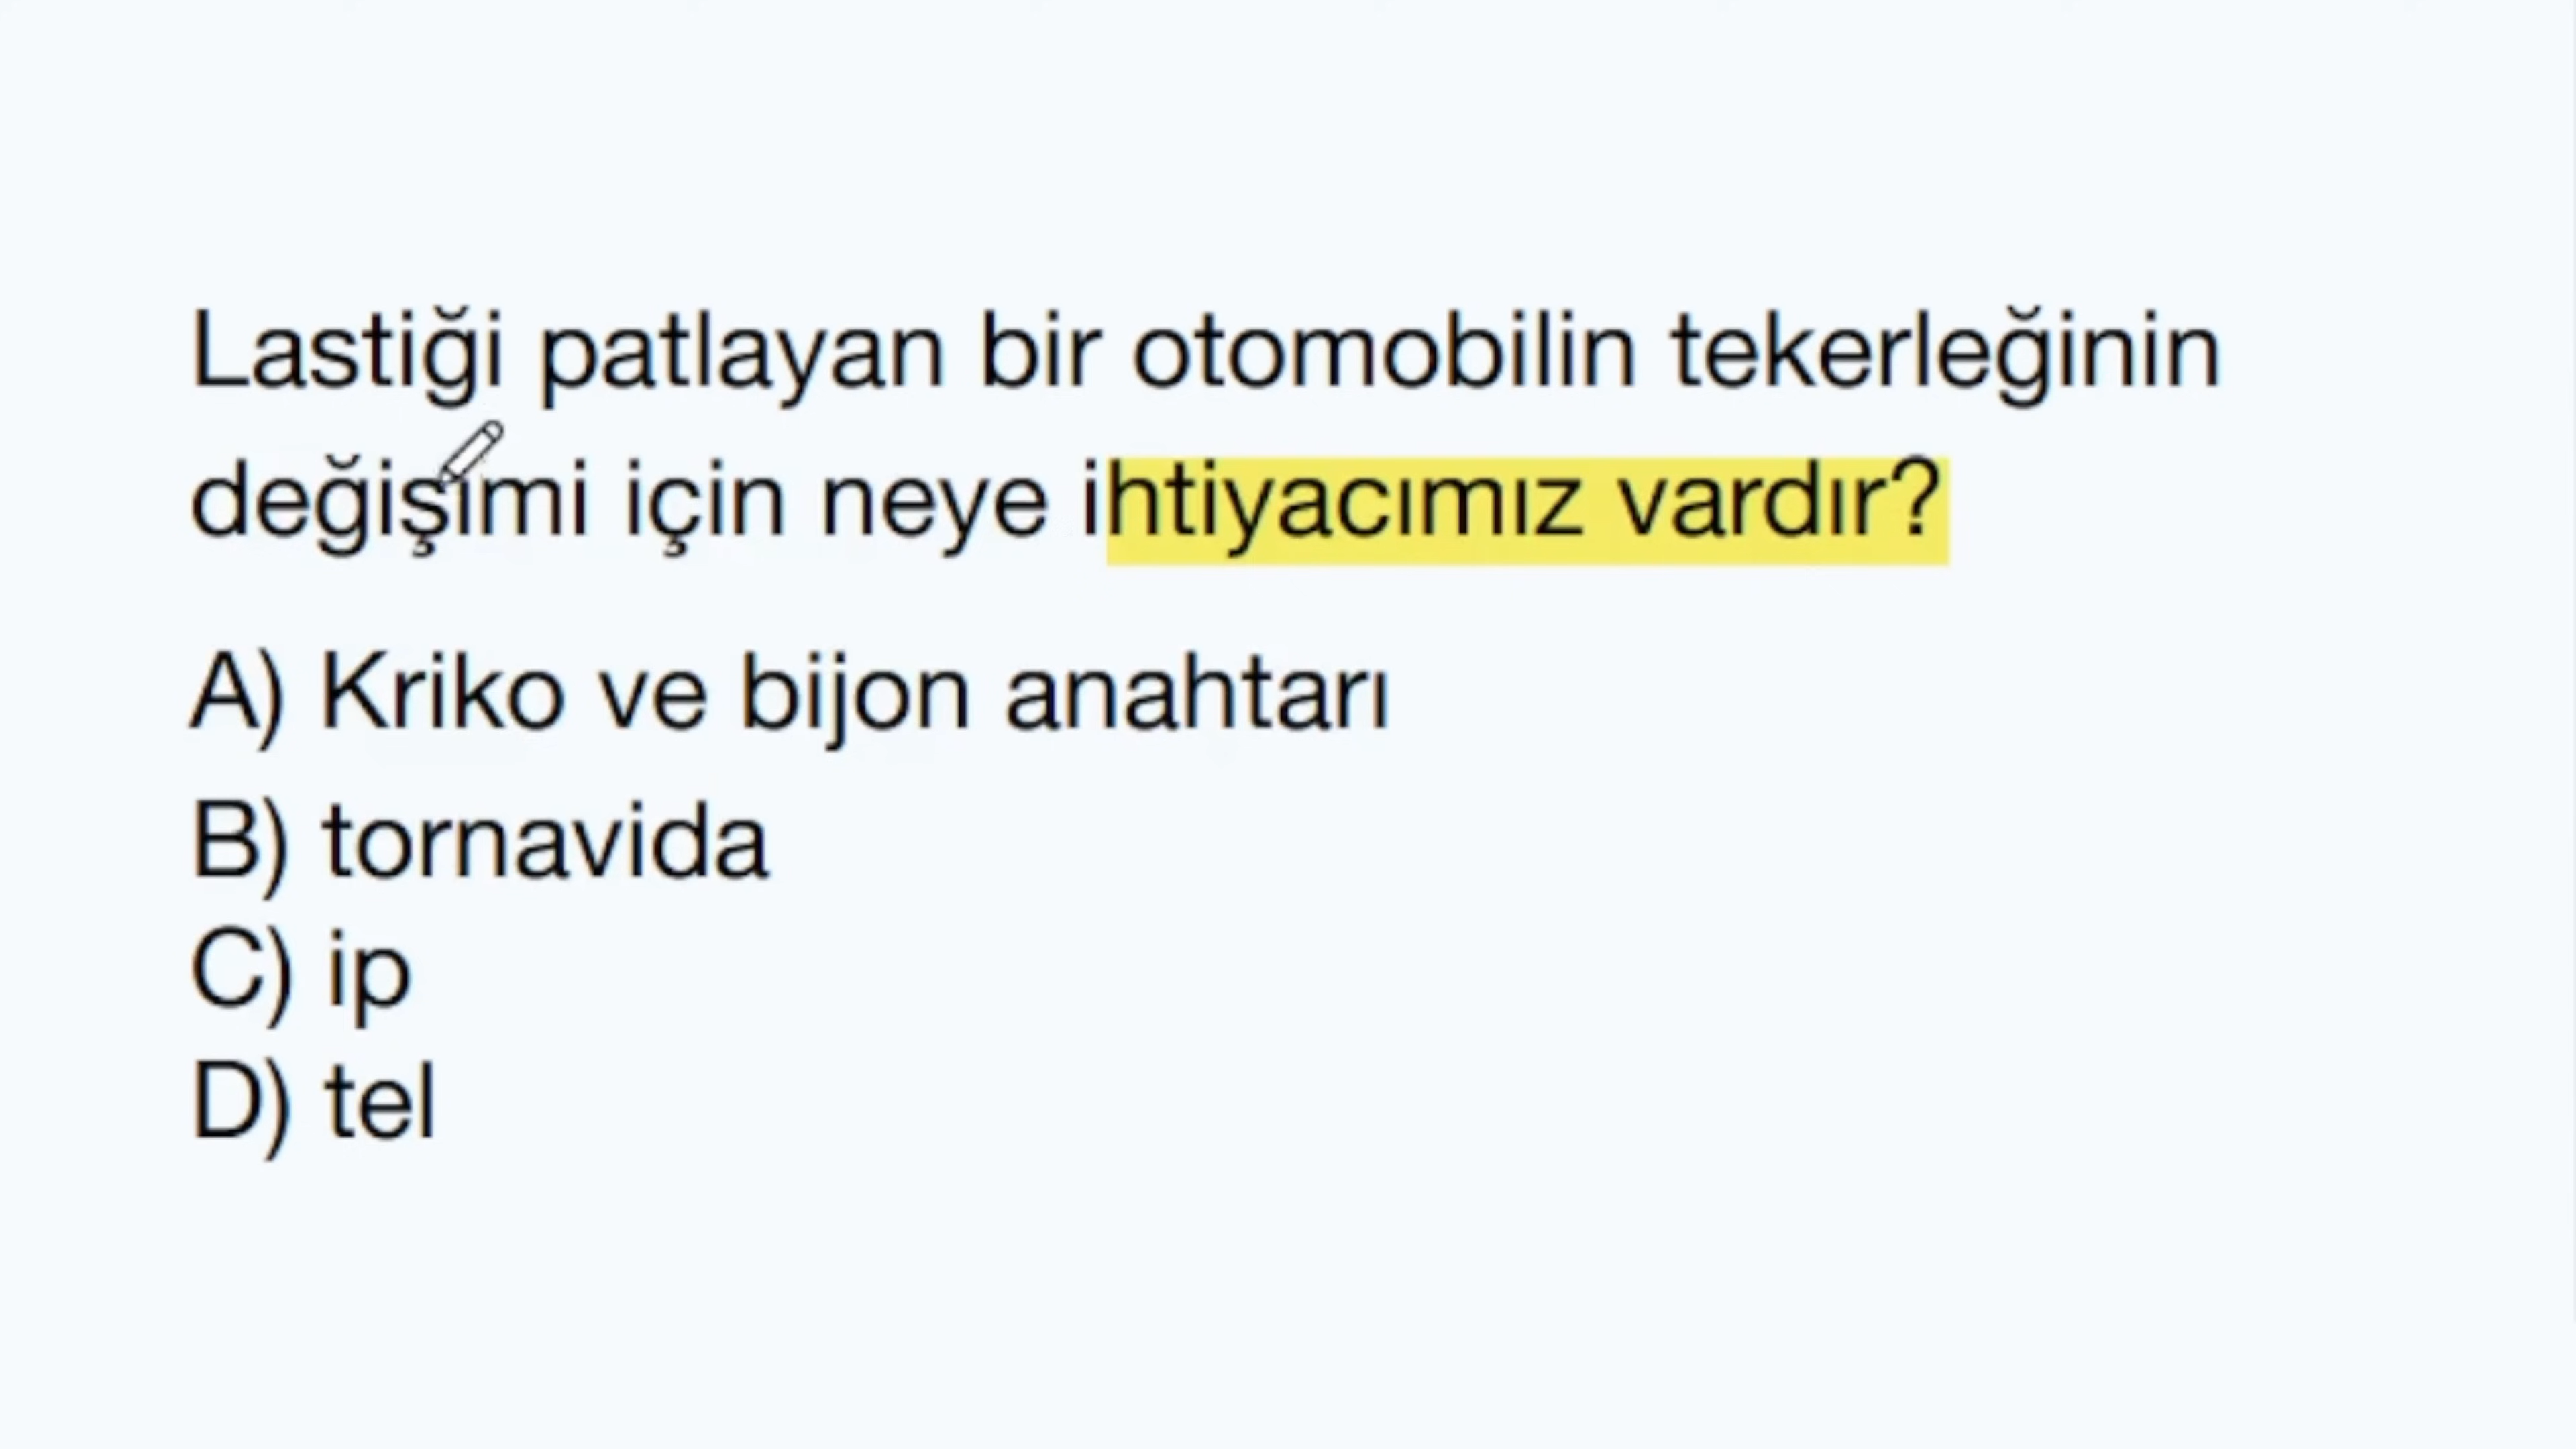 Lastiği patlayan bir otomobilin tekerleğinin
değişimi için neye ihtiyacımız vardır?
A) Kriko ve bijon anahtarı
B) tornavida
C) ip
D) tel